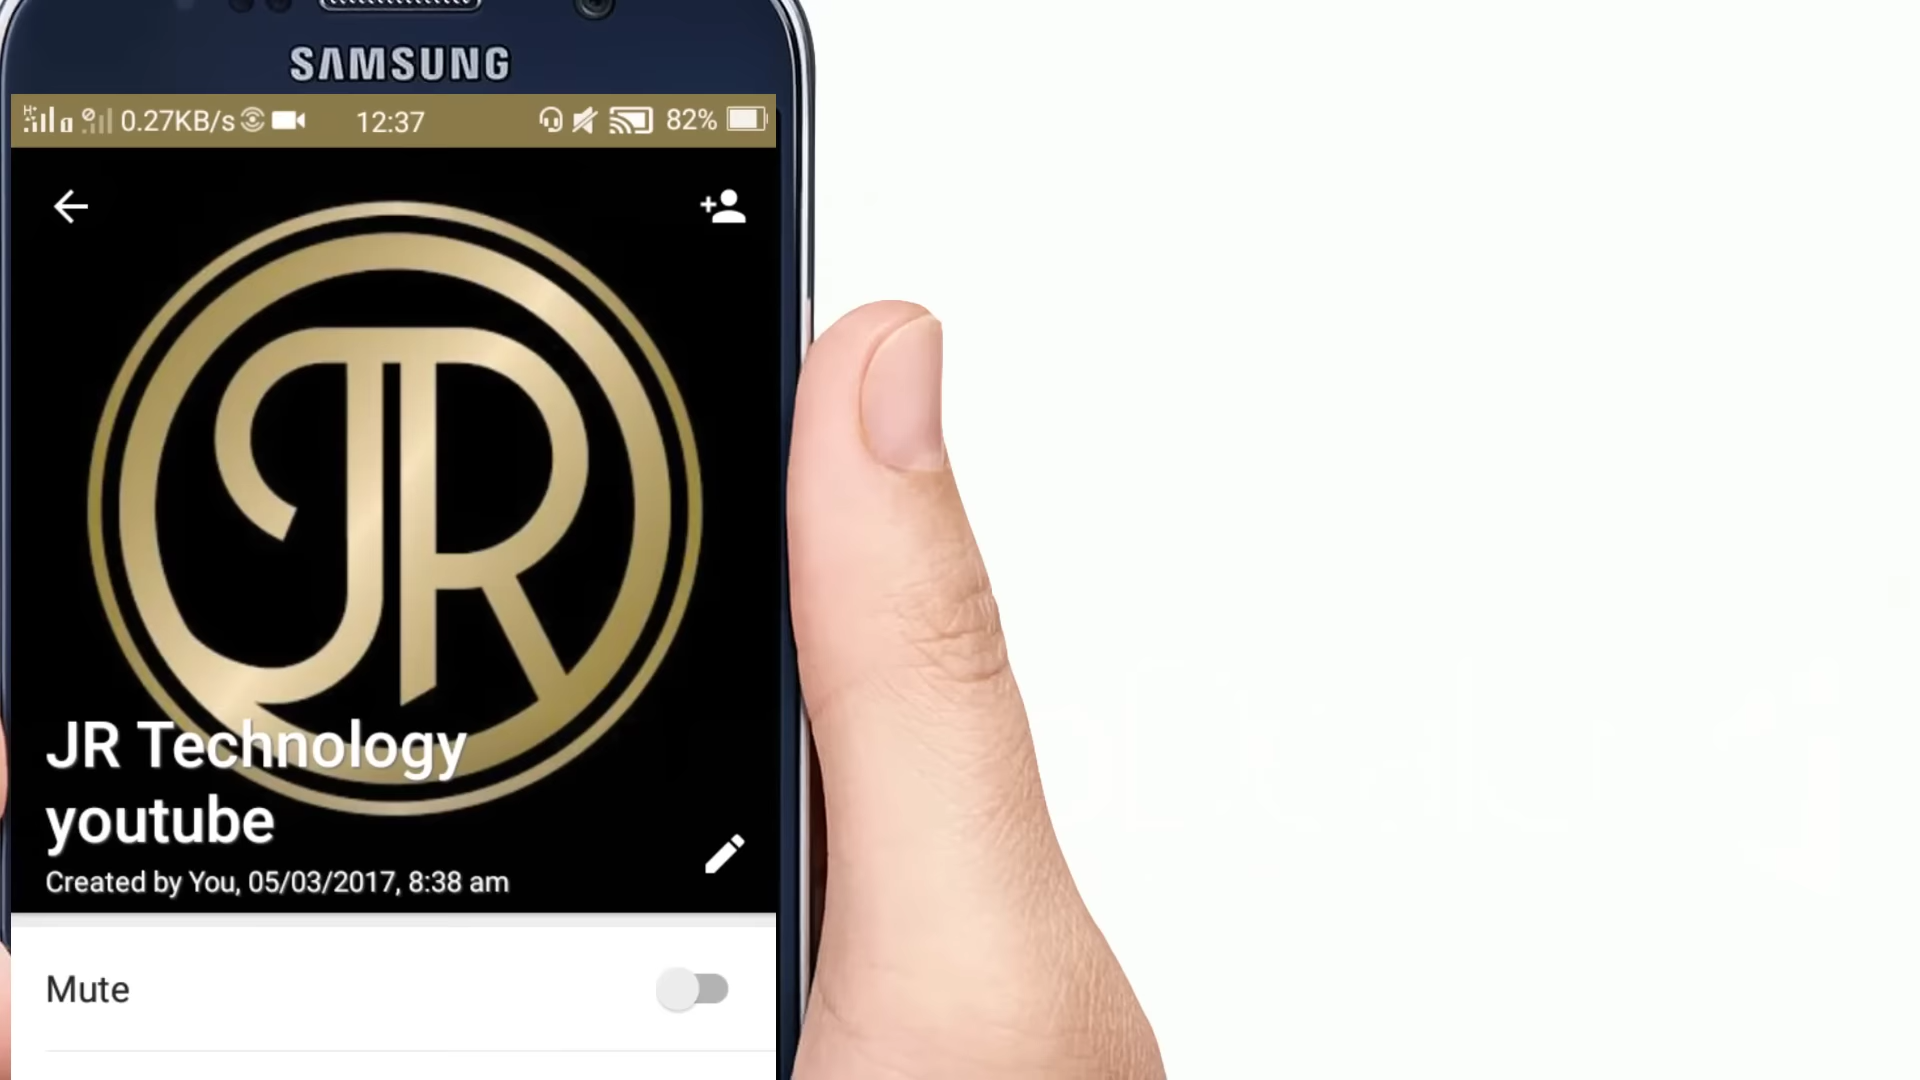 SAMSUNG
0.27KB/s 12:37 82%
JR
JR Technology
youtube
Created by You, 05/03/2017, 8:38 am
Mute